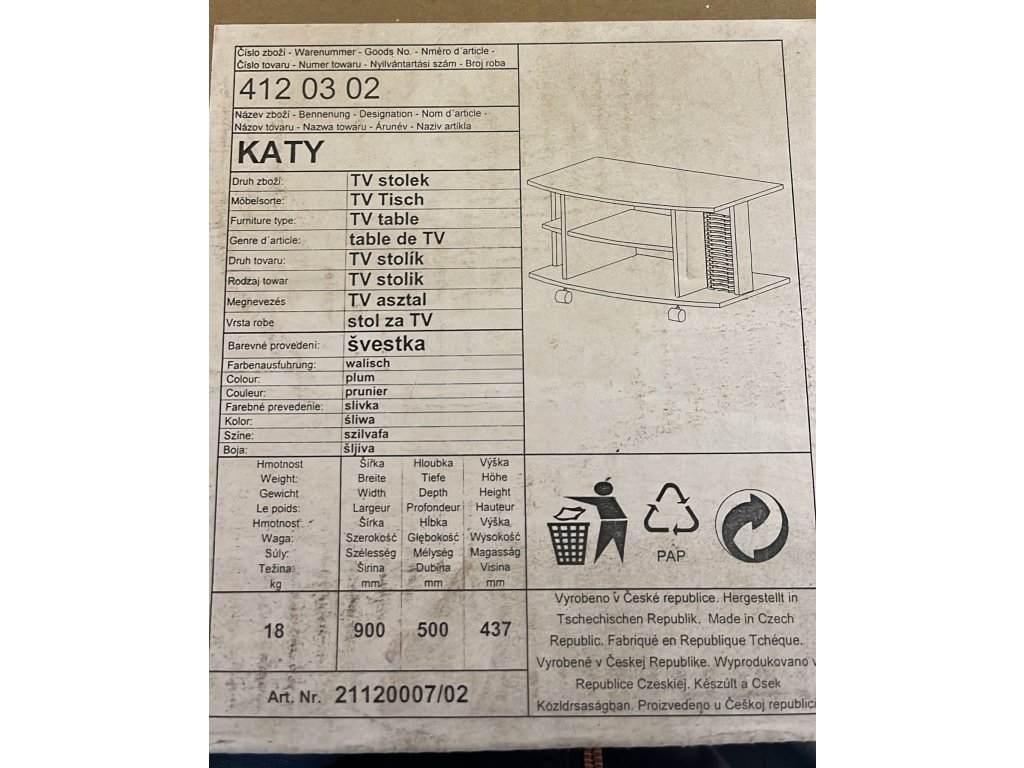 Číslo zboží - Warenummer - Goods No. - Nméro d´article -
Číslo tovaru - Numer towaru - Nyilvántartási szám - Broj roba
412 03 02
Název zboží - Bennenung - Designation - Nom d´article -
Názov tovaru - Nazwa towaru - Árunév - Naziv artikla
KATY
Druh zboží: TV stolek
Möbelsorte: TV Tisch
Furniture type: TV table
Genre d´article: table de TV
Druh tovaru: TV stolík
Rodzaj towar TV stolik
Megnevezés TV asztal
Vrsta robe stol za TV
Barevné provedení: švestka
Farbenausfuhrung: walisch
Colour: plum
Couleur: prunier
Farebné prevedenie: slivka
Kolor: śliwa
Színe: szilvafa
Boja: šljiva
Hmotnost Šířka Hloubka Výška
Weight: Breite Tiefe Höhe
Gewicht Width Depth Height
Le poids: Largeur Profondeur Hauteur
Hmotnosť: Šírka Hĺbka Výška
Waga: Szerokość Głębokość Wysokość
Súly: Szélesség Mélység Magasság
Težina: Širina Dubina Visina
kg mm mm mm
18 900 500 437
Art. Nr. 21120007/02
PAP
Vyrobeno v České republice. Hergestellt in
Tschechischen Republik. Made in Czech
Republic. Fabriqué en Republique Tchéque.
Vyrobené v Českej Republike. Wyprodukowano v
Republice Czeskiej. Készúlt a Csek
Közldrsaságban. Proizvedeno u Češkoj republici